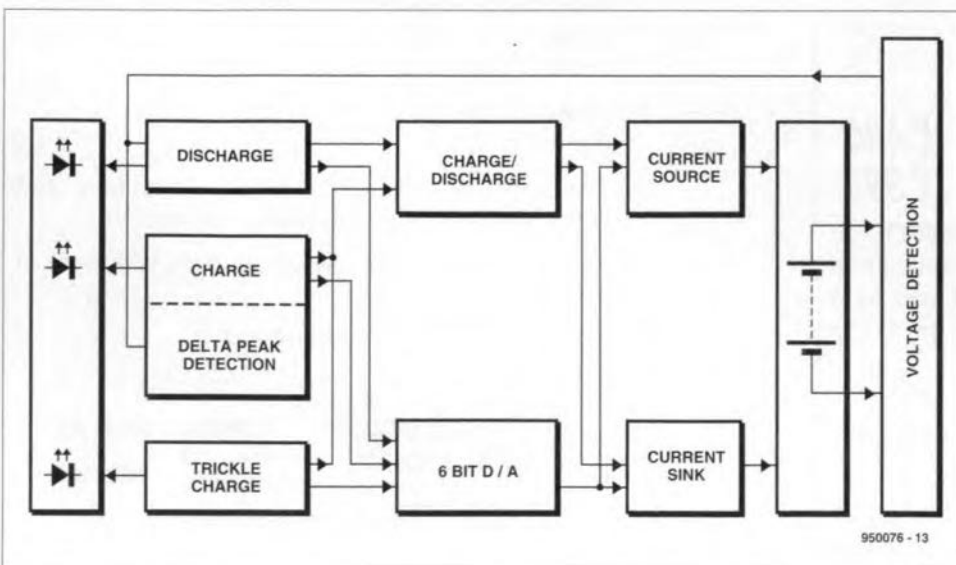 DISCHARGE
CHARGE
DELTA PEAK
DETECTION
TRICKLE
CHARGE
CHARGE/
DISCHARGE
6 BIT D / A
CURRENT
SOURCE
CURRENT
SINK
VOLTAGE DETECTION
950076 - 13